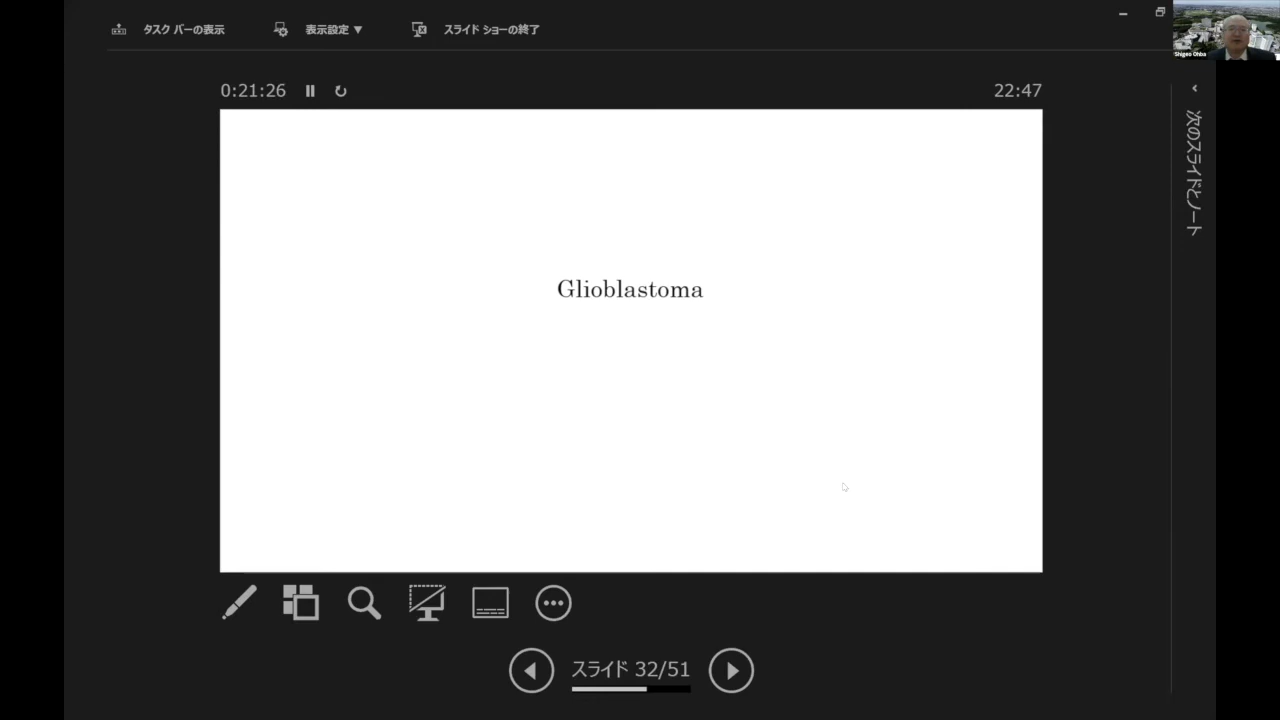 タスク バーの表示
表示設定 ▼
スライド ショーの終了
Shigeo Ohba
0:21:26
22:47
次のスライドとノート
Glioblastoma
スライド 32/51